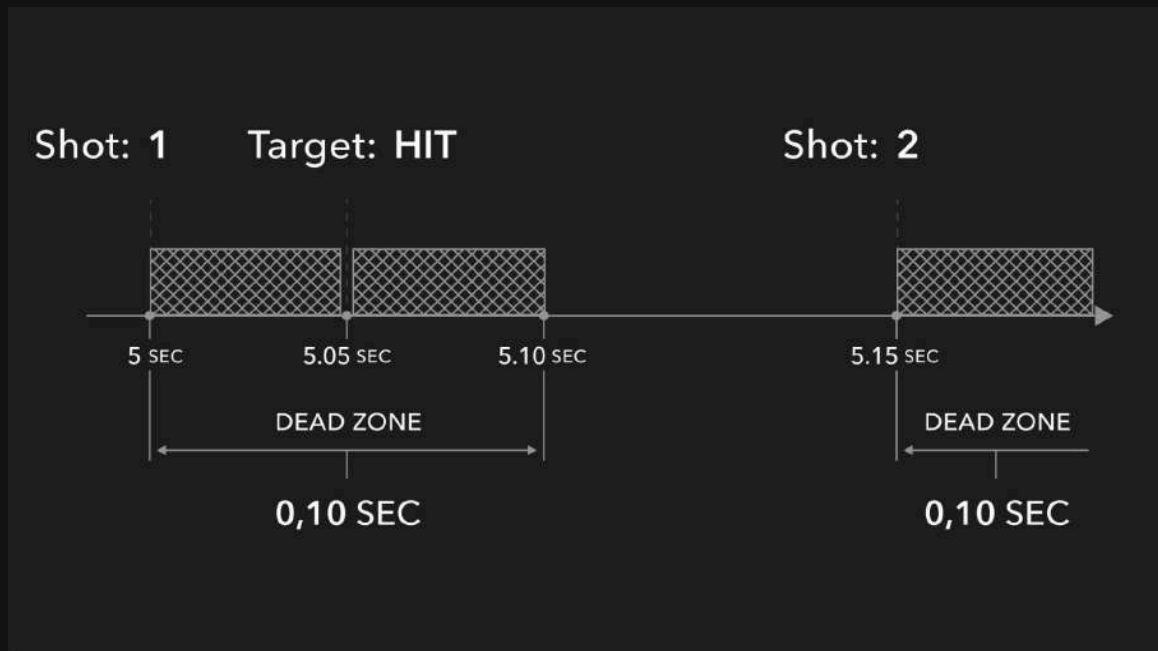 Shot: 1
Target: HIT
Shot: 2
5 SEC
5.05 SEC
5.10 SEC
5.15 SEC
DEAD ZONE
DEAD ZONE
0,10 SEC
0,10 SEC